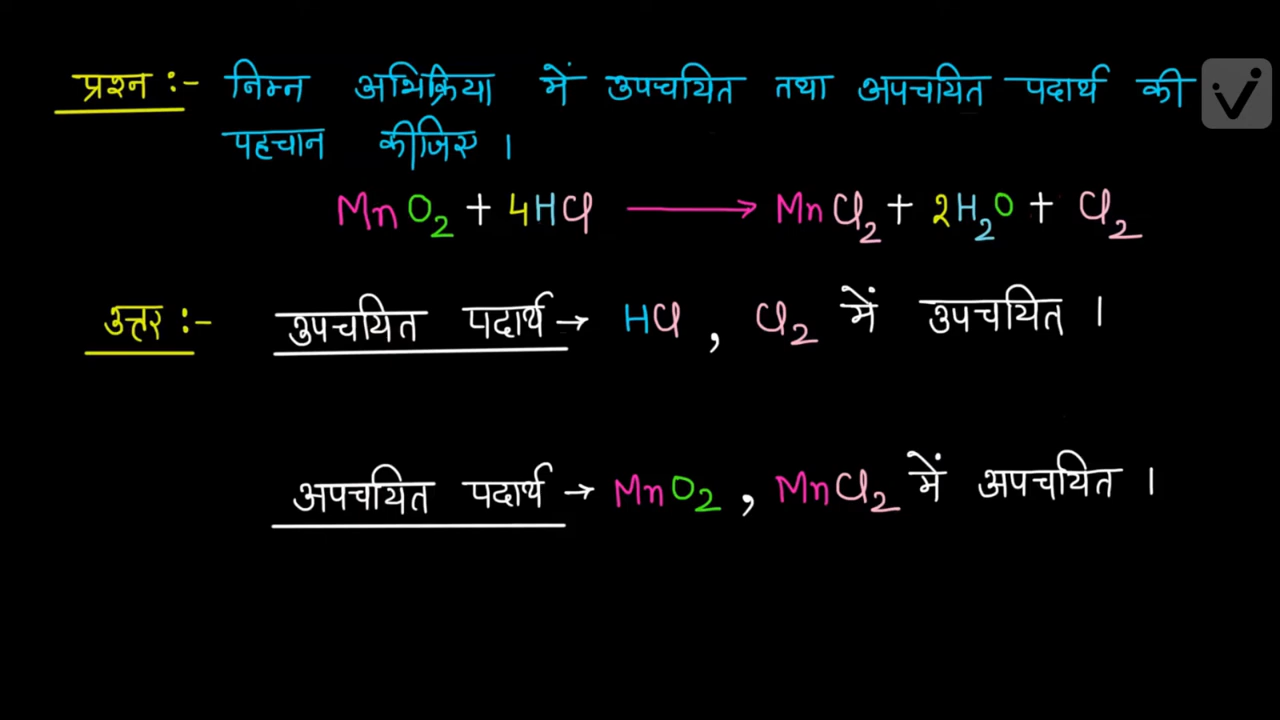 प्रश्न :- निम्न अभिक्रिया में उपचयित तथा अपचयित पदार्थ की
पहचान कीजिए ।
MnO₂ + 4HCl ⟶ MnCl₂ + 2H₂O + Cl₂
उत्तर :- उपचयित पदार्थ → HCl , Cl₂ में उपचयित ।
अपचयित पदार्थ → MnO₂ , MnCl₂ में अपचयित ।